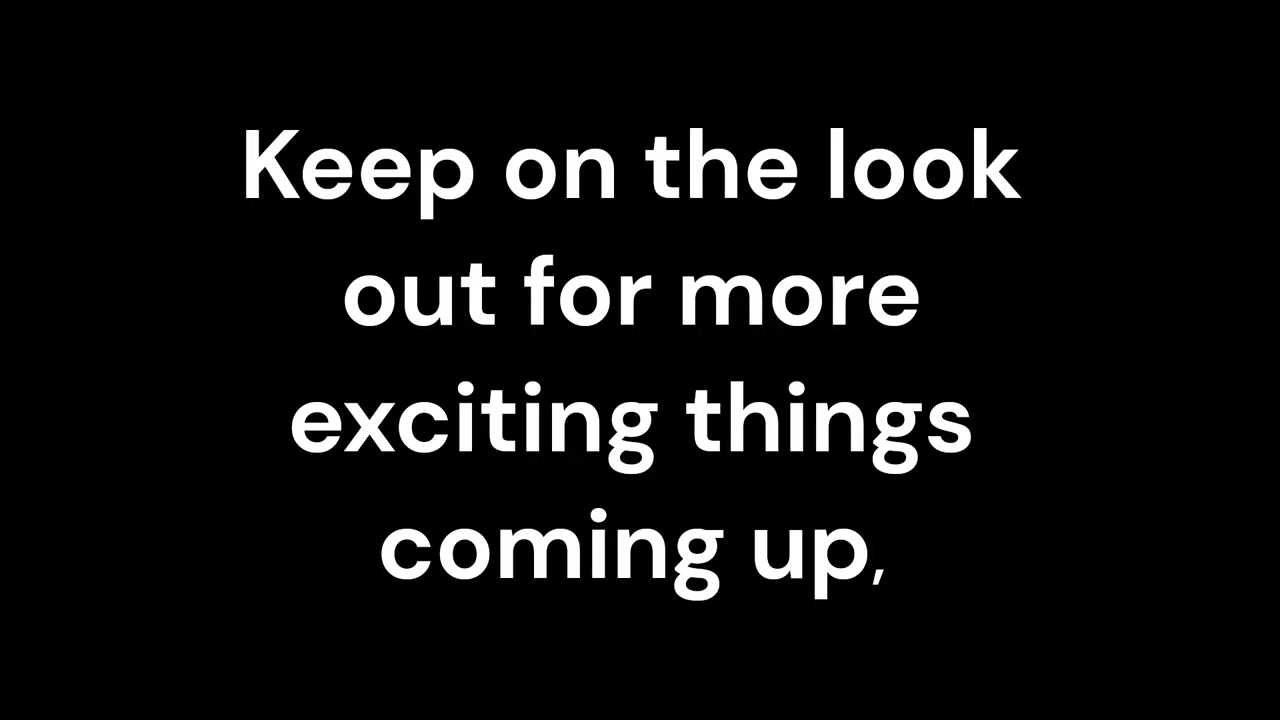 Keep on the look
out for more
exciting things
coming up,